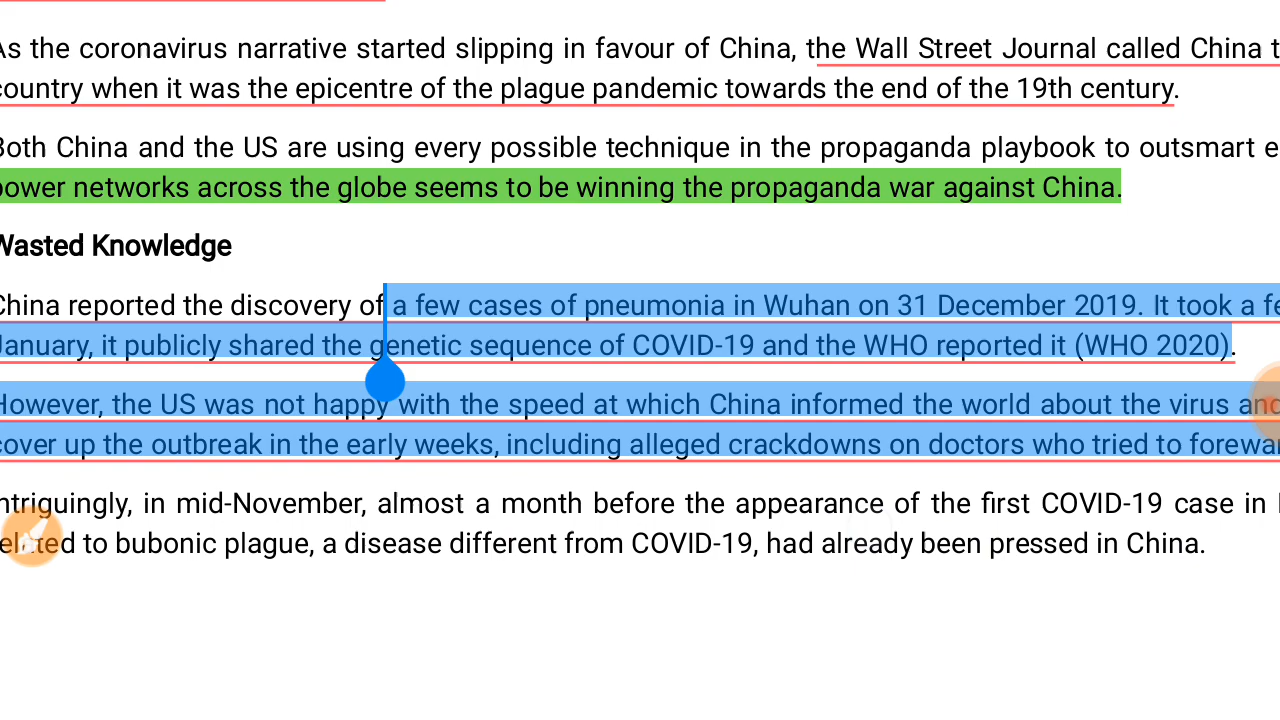 As the coronavirus narrative started slipping in favour of China, the Wall Street Journal called China
country when it was the epicentre of the plague pandemic towards the end of the 19th century.
Both China and the US are using every possible technique in the propaganda playbook to outsmart
power networks across the globe seems to be winning the propaganda war against China.
Wasted Knowledge
China reported the discovery of a few cases of pneumonia in Wuhan on 31 December 2019. It took a
January, it publicly shared the genetic sequence of COVID-19 and the WHO reported it (WHO 2020).
However, the US was not happy with the speed at which China informed the world about the virus and
cover up the outbreak in the early weeks, including alleged crackdowns on doctors who tried to
Intriguingly, in mid-November, almost a month before the appearance of the first COVID-19 case in
related to bubonic plague, a disease different from COVID-19, had already been pressed in China.